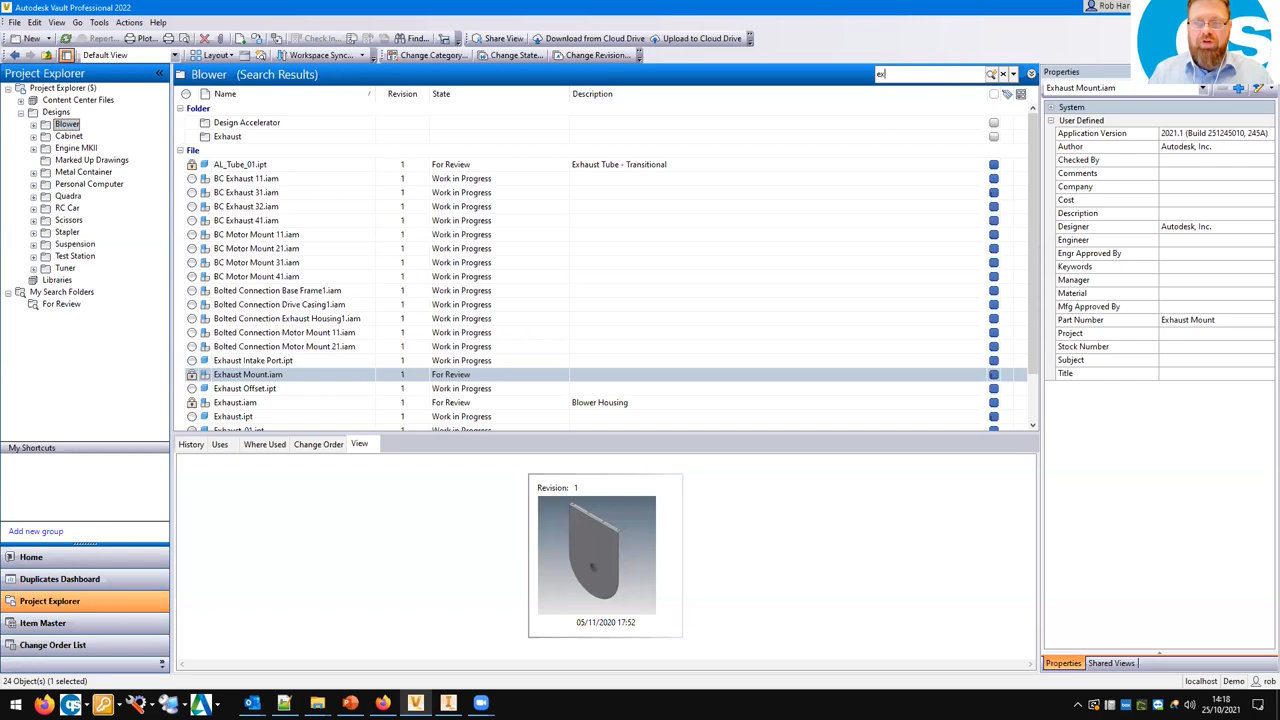 Autodesk Vault Professional 2022
Rob Har
File Edit View Go Tools Actions Help
New Plot... Check In... Find... Share View Download from Cloud Drive Upload to Cloud Drive
Default View Layout Workspace Sync... Change Category... Change State... Change Revision...
Project Explorer
Blower (Search Results)
ex
Properties
Project Explorer ($)
Content Center Files
Designs
Blower
Cabinet
Engine MKII
Marked Up Drawings
Metal Container
Personal Computer
Quadra
RC Car
Scissors
Stapler
Suspension
Test Station
Tuner
Libraries
My Search Folders
For Review
My Shortcuts
Add new group
Home
Duplicates Dashboard
Project Explorer
Item Master
Change Order List
Name Revision State Description
Folder
Design Accelerator
Exhaust
File
AL_Tube_01.ipt 1 For Review Exhaust Tube - Transitional
BC Exhaust 11.iam 1 Work in Progress
BC Exhaust 31.iam 1 Work in Progress
BC Exhaust 32.iam 1 Work in Progress
BC Exhaust 41.iam 1 Work in Progress
BC Motor Mount 11.iam 1 Work in Progress
BC Motor Mount 21.iam 1 Work in Progress
BC Motor Mount 31.iam 1 Work in Progress
BC Motor Mount 41.iam 1 Work in Progress
Bolted Connection Base Frame1.iam 1 Work in Progress
Bolted Connection Drive Casing1.iam 1 Work in Progress
Bolted Connection Exhaust Housing1.iam 1 Work in Progress
Bolted Connection Motor Mount 11.iam 1 Work in Progress
Bolted Connection Motor Mount 21.iam 1 Work in Progress
Exhaust Intake Port.ipt 1 Work in Progress
Exhaust Mount.iam 1 For Review
Exhaust Offset.ipt 1 Work in Progress
Exhaust.iam 1 For Review Blower Housing
Exhaust.ipt 1 Work in Progress
Exhaust_01.ipt 1 Work in Progress
History Uses Where Used Change Order View
Revision: 1
05/11/2020 17:52
Exhaust Mount.iam
System
User Defined
Application Version 2021.1 (Build 251245010, 245A)
Author Autodesk, Inc.
Checked By
Comments
Company
Cost
Description
Designer Autodesk, Inc.
Engineer
Engr Approved By
Keywords
Manager
Material
Mfg Approved By
Part Number Exhaust Mount
Project
Stock Number
Subject
Title
Properties Shared Views
24 Object(s) (1 selected)
localhost Demo rob
14:18
25/10/2021